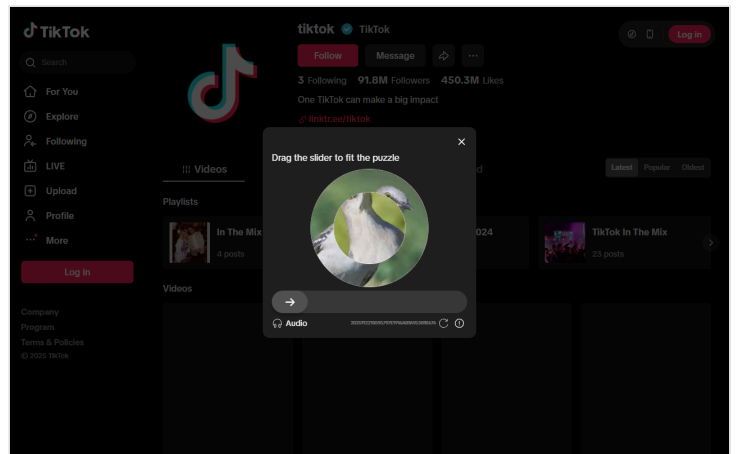 TikTok
Search
For You
Explore
Following
LIVE
Upload
Profile
More
Log in
Company
Program
Terms & Policies
© 2025 TikTok
tiktok TikTok
Follow Message
3 Following 91.8M Followers 450.3M Likes
One TikTok can make a big impact
linktr.ee/tiktok
Log in
Videos
Latest Popular Oldest
Playlists
In The Mix
4 posts
TikTok In The Mix
23 posts
Videos
Drag the slider to fit the puzzle
Audio